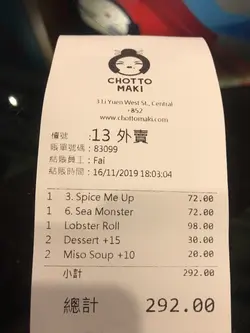 CHOTTO
MAKI
3 Li Yuen West St., Central
+852
www.chottomaki.com
檯號 : 13 外賣
賬單號碼 : 83099
結賬員工 : Fai
結賬時間 : 16/11/2019 18:03:04
1 3. Spice Me Up 72.00
1 6. Sea Monster 72.00
1 Lobster Roll 98.00
2 Dessert +15 30.00
2 Miso Soup +10 20.00
小計 292.00
總計 292.00